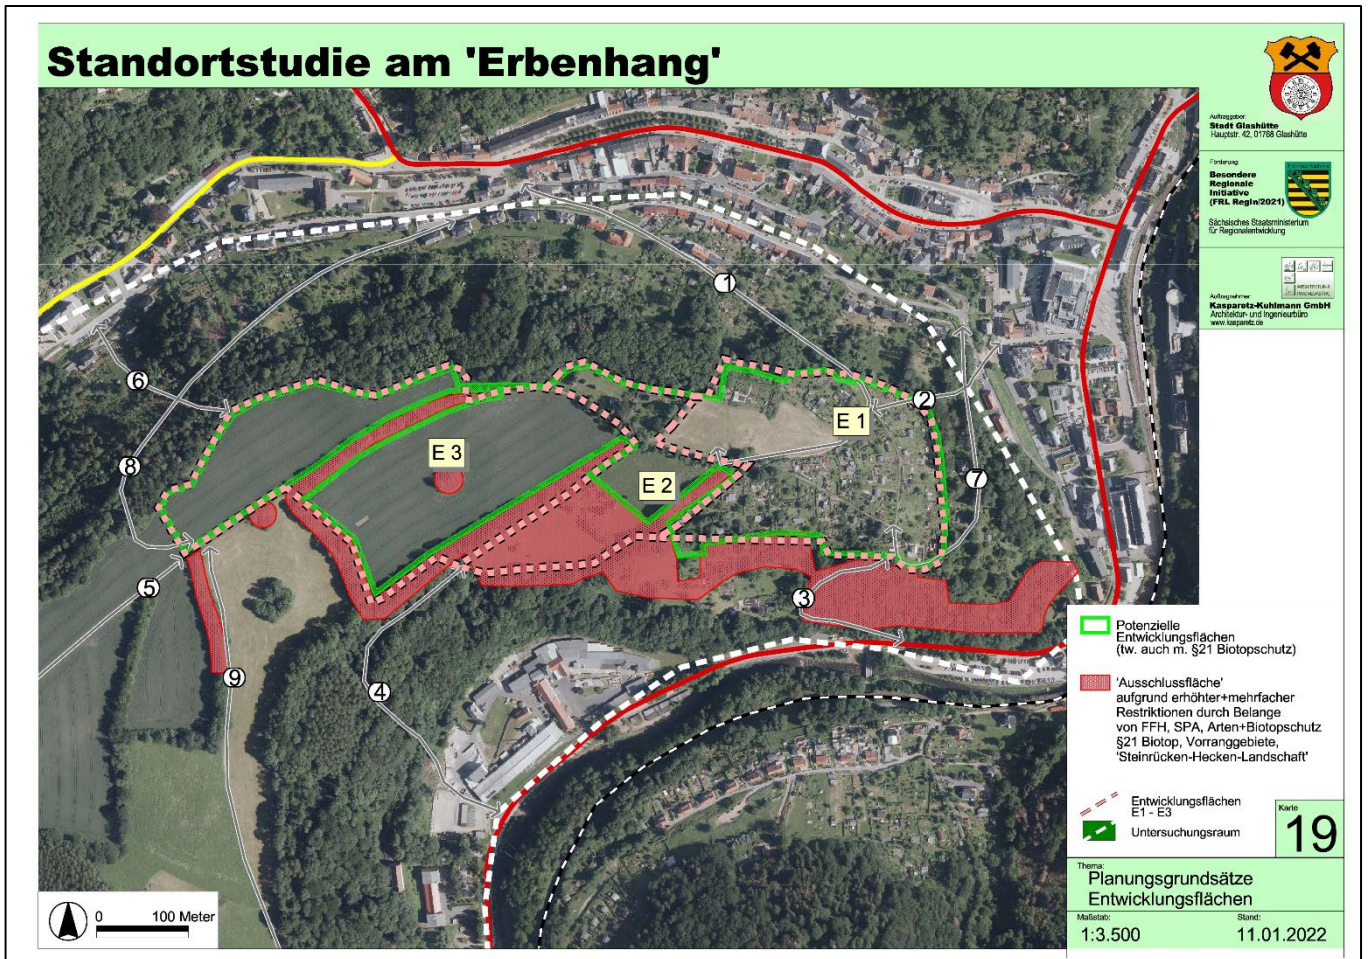 Standortstudie am 'Erbenhang'
Auftraggeber:
Stadt Glashütte
Hauptstr. 42, 01768 Glashütte
Förderung:
Besondere
Regionale
Initiative
(FRL RegIn/2021)
Sächsisches Staatsministerium
für Regionalentwicklung
Auftragnehmer
Kasparetz-Kuhlmann GmbH
Architektur- und Ingenieurbüro
www.kasparetz.de
1
6
2
E 1
E 3
8
7
E 2
5
3
9
4
Potenzielle
Entwicklungsflächen
(tw. auch m. §21 Biotopschutz)
'Ausschlussfläche'
aufgrund erhöhter+mehrfacher
Restriktionen durch Belange
von FFH, SPA, Arten+Biotopschutz
§21 Biotop, Vorranggebiete,
'Steinrücken-Hecken-Landschaft'
Entwicklungsflächen
E1 - E3
Untersuchungsraum
Karte
19
Thema:
Planungsgrundsätze
Entwicklungsflächen
Maßstab:
1:3.500
Stand:
11.01.2022
0 100 Meter